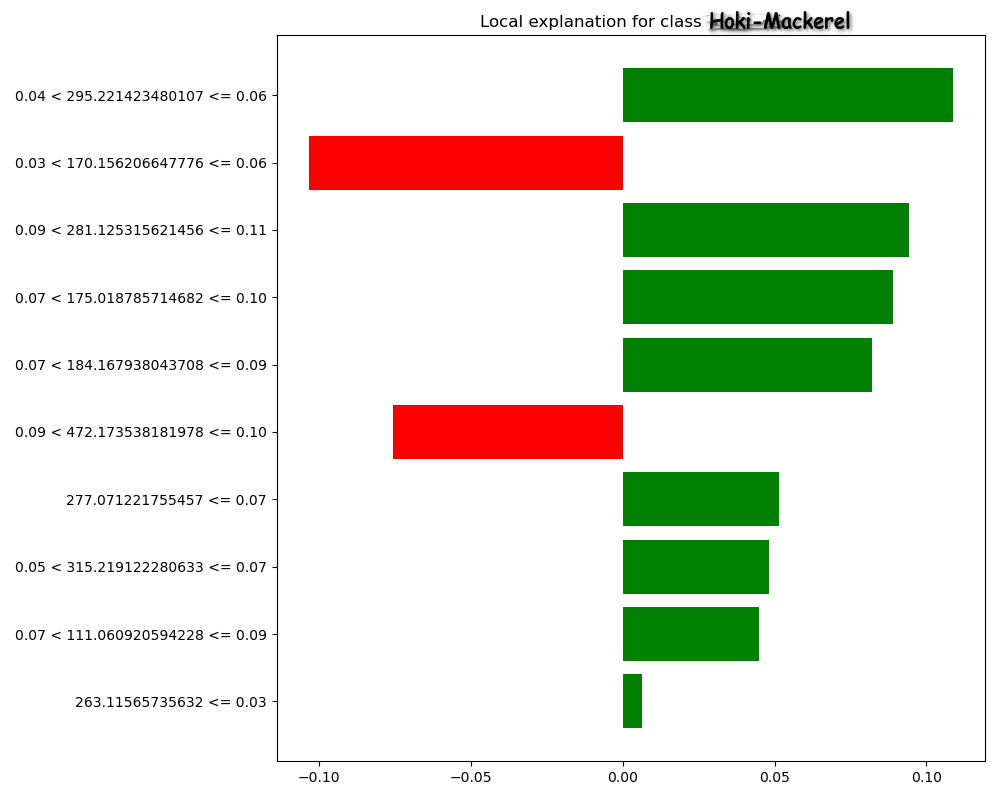 Local explanation for class Hoki-Mackerel
0.04 < 295.221423480107 <= 0.06
0.03 < 170.156206647776 <= 0.06
0.09 < 281.125315621456 <= 0.11
0.07 < 175.018785714682 <= 0.10
0.07 < 184.167938043708 <= 0.09
0.09 < 472.173538181978 <= 0.10
277.071221755457 <= 0.07
0.05 < 315.219122280633 <= 0.07
0.07 < 111.060920594228 <= 0.09
263.11565735632 <= 0.03
−0.10 −0.05 0.00 0.05 0.10